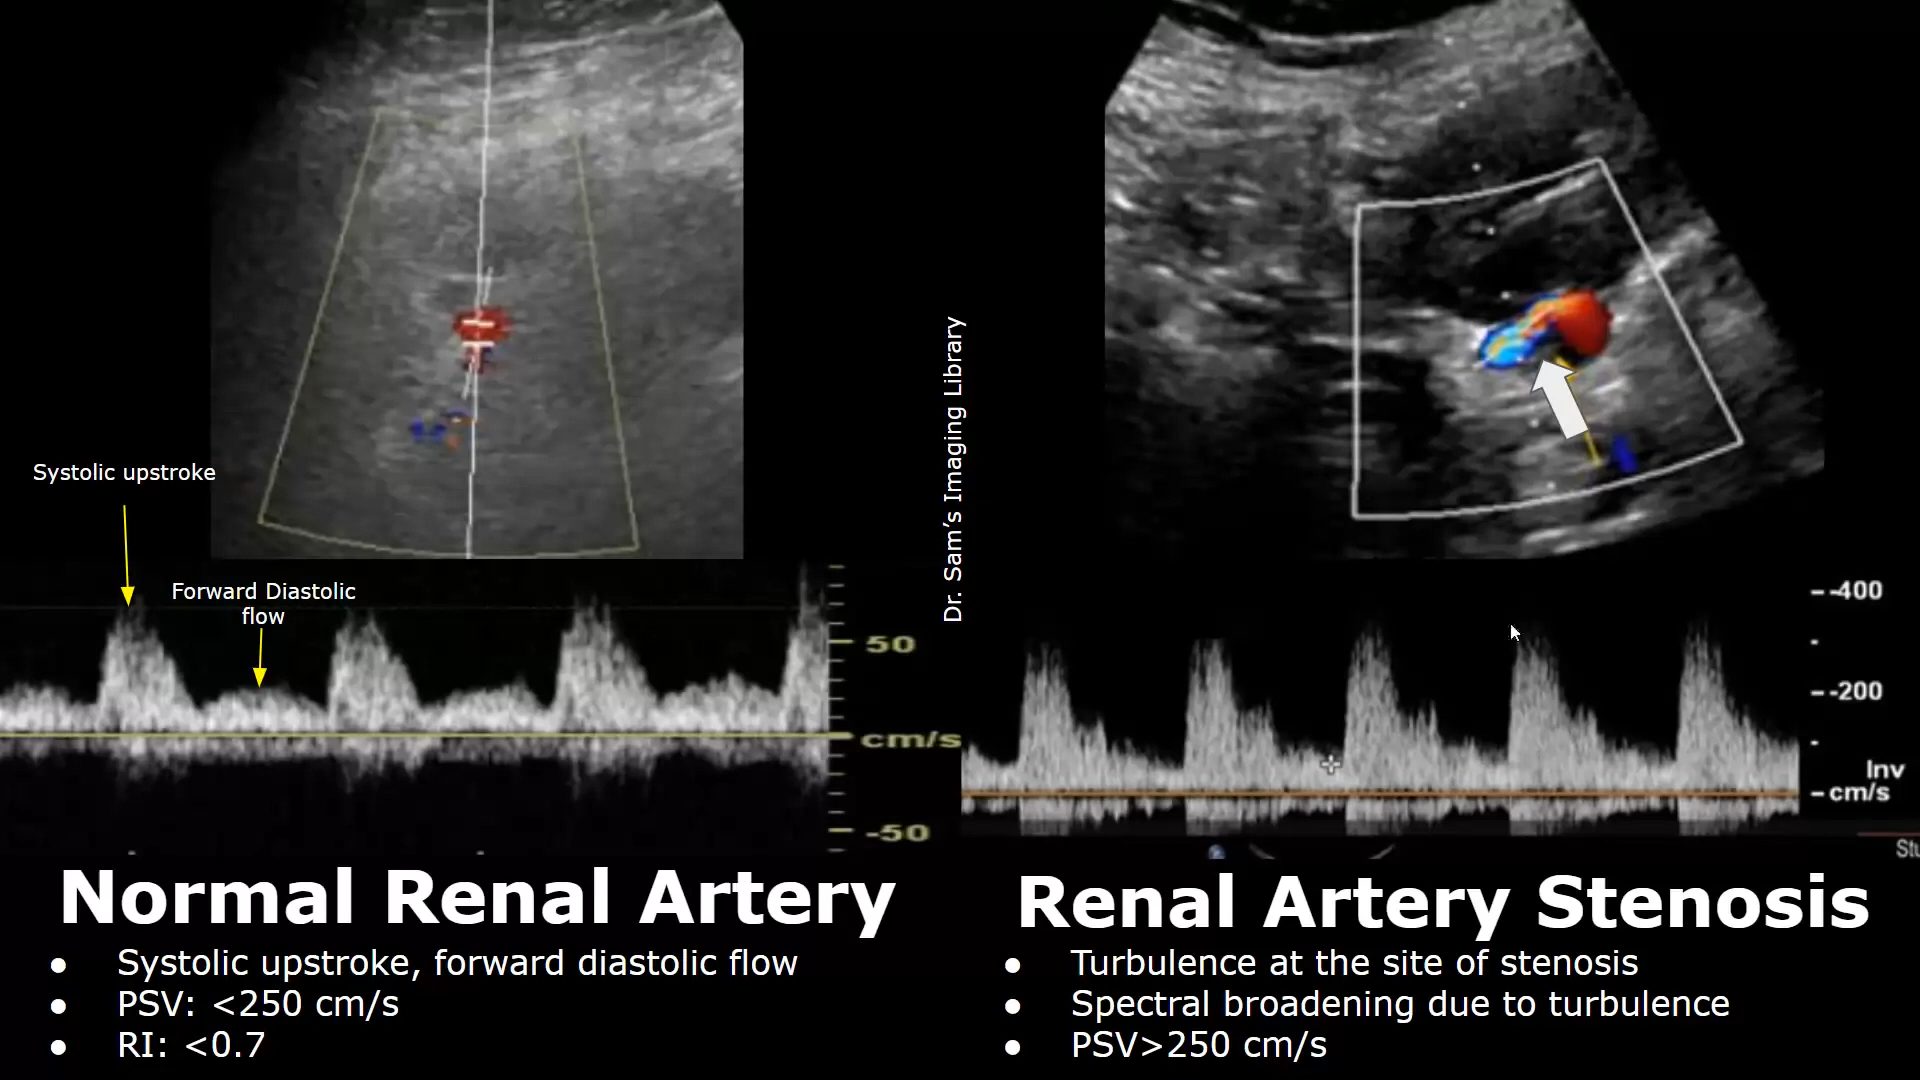 Systolic upstroke
Forward Diastolic
flow
50
cm/s
-50
Dr. Sam’s Imaging Library
--400
--200
Inv
cm/s
Normal Renal Artery
● Systolic upstroke, forward diastolic flow
● PSV: <250 cm/s
● RI: <0.7
Renal Artery Stenosis
● Turbulence at the site of stenosis
● Spectral broadening due to turbulence
● PSV>250 cm/s